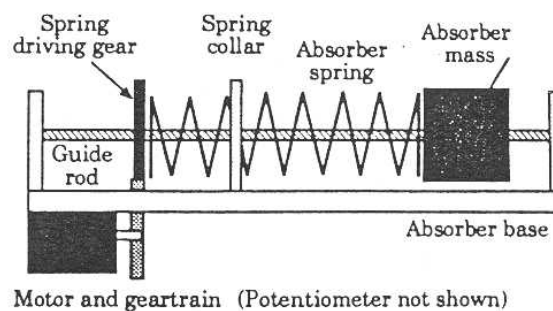 Spring
driving gear
Spring
collar
Absorber
spring
Absorber
mass
Guide
rod
Absorber base
Motor and geartrain (Potentiometer not shown)